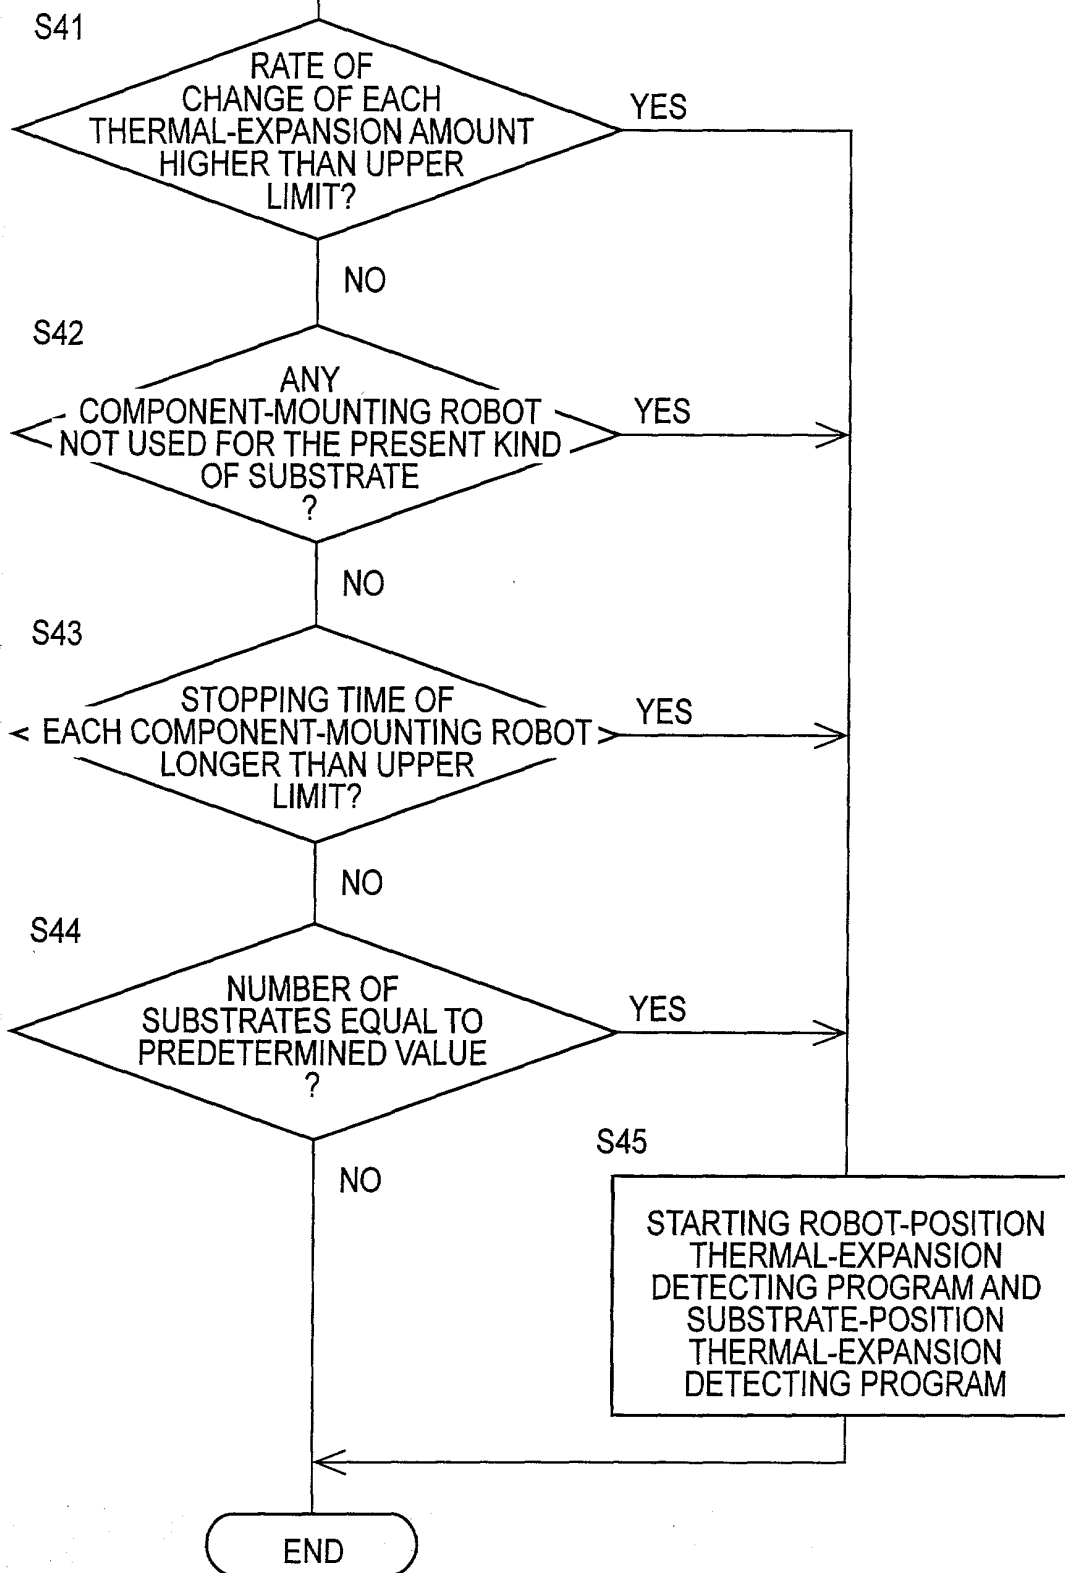 S41
RATE OF
CHANGE OF EACH
THERMAL-EXPANSION AMOUNT
HIGHER THAN UPPER
LIMIT?
YES
NO
S42
ANY
COMPONENT-MOUNTING ROBOT
NOT USED FOR THE PRESENT KIND
OF SUBSTRATE
?
YES
NO
S43
STOPPING TIME OF
EACH COMPONENT-MOUNTING ROBOT
LONGER THAN UPPER
LIMIT?
YES
NO
S44
NUMBER OF
SUBSTRATES EQUAL TO
PREDETERMINED VALUE
?
YES
NO
S45
STARTING ROBOT-POSITION
THERMAL-EXPANSION
DETECTING PROGRAM AND
SUBSTRATE-POSITION
THERMAL-EXPANSION
DETECTING PROGRAM
END